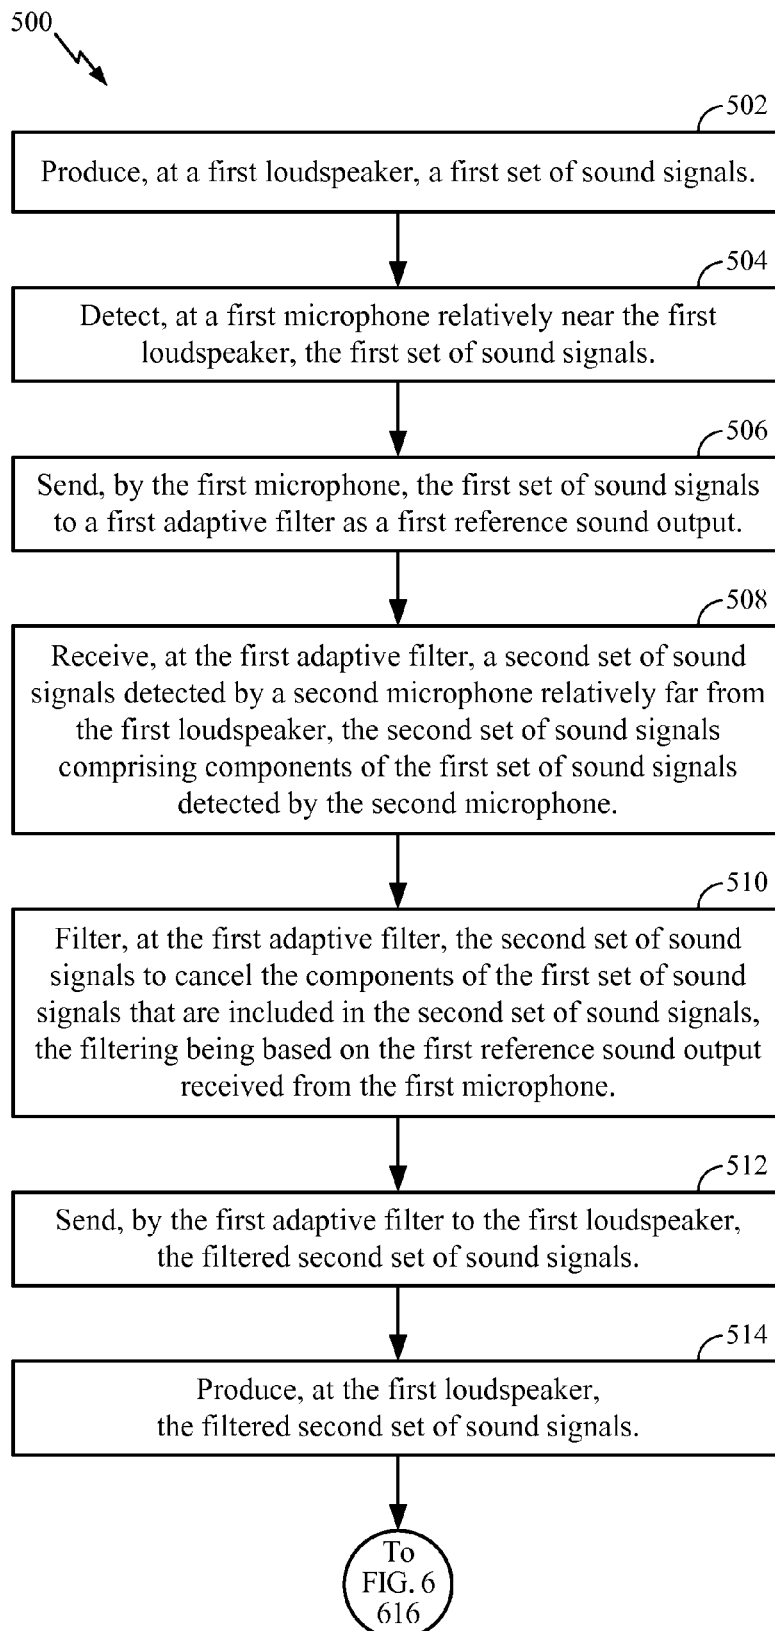 500
502
Produce, at a first loudspeaker, a first set of sound signals.
504
Detect, at a first microphone relatively near the first
loudspeaker, the first set of sound signals.
506
Send, by the first microphone, the first set of sound signals
to a first adaptive filter as a first reference sound output.
508
Receive, at the first adaptive filter, a second set of sound
signals detected by a second microphone relatively far from
the first loudspeaker, the second set of sound signals
comprising components of the first set of sound signals
detected by the second microphone.
510
Filter, at the first adaptive filter, the second set of sound
signals to cancel the components of the first set of sound
signals that are included in the second set of sound signals,
the filtering being based on the first reference sound output
received from the first microphone.
512
Send, by the first adaptive filter to the first loudspeaker,
the filtered second set of sound signals.
514
Produce, at the first loudspeaker,
the filtered second set of sound signals.
To
FIG. 6
616